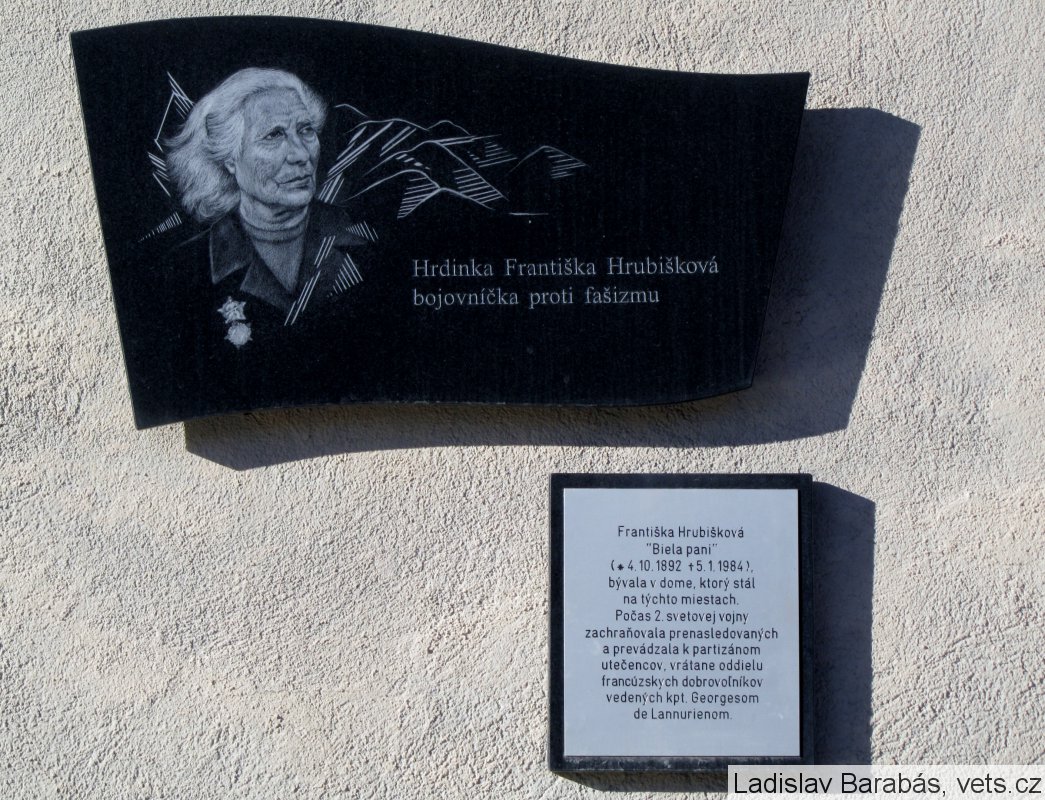 Hrdinka Františka Hrubišková
bojovníčka proti fašizmu
Františka Hrubišková
"Biela pani"
(* 4. 10. 1892 +5. 1. 1984),
bývala v dome, ktorý stál
na týchto miestach.
Počas 2. svetovej vojny
zachraňovala prenasledovaných
a prevádzala k partizánom
utečencov, vrátane oddielu
francúzskych dobrovoľníkov
vedených kpt. Georgesom
de Lannurienom.
Ladislav Barabás, vets.cz